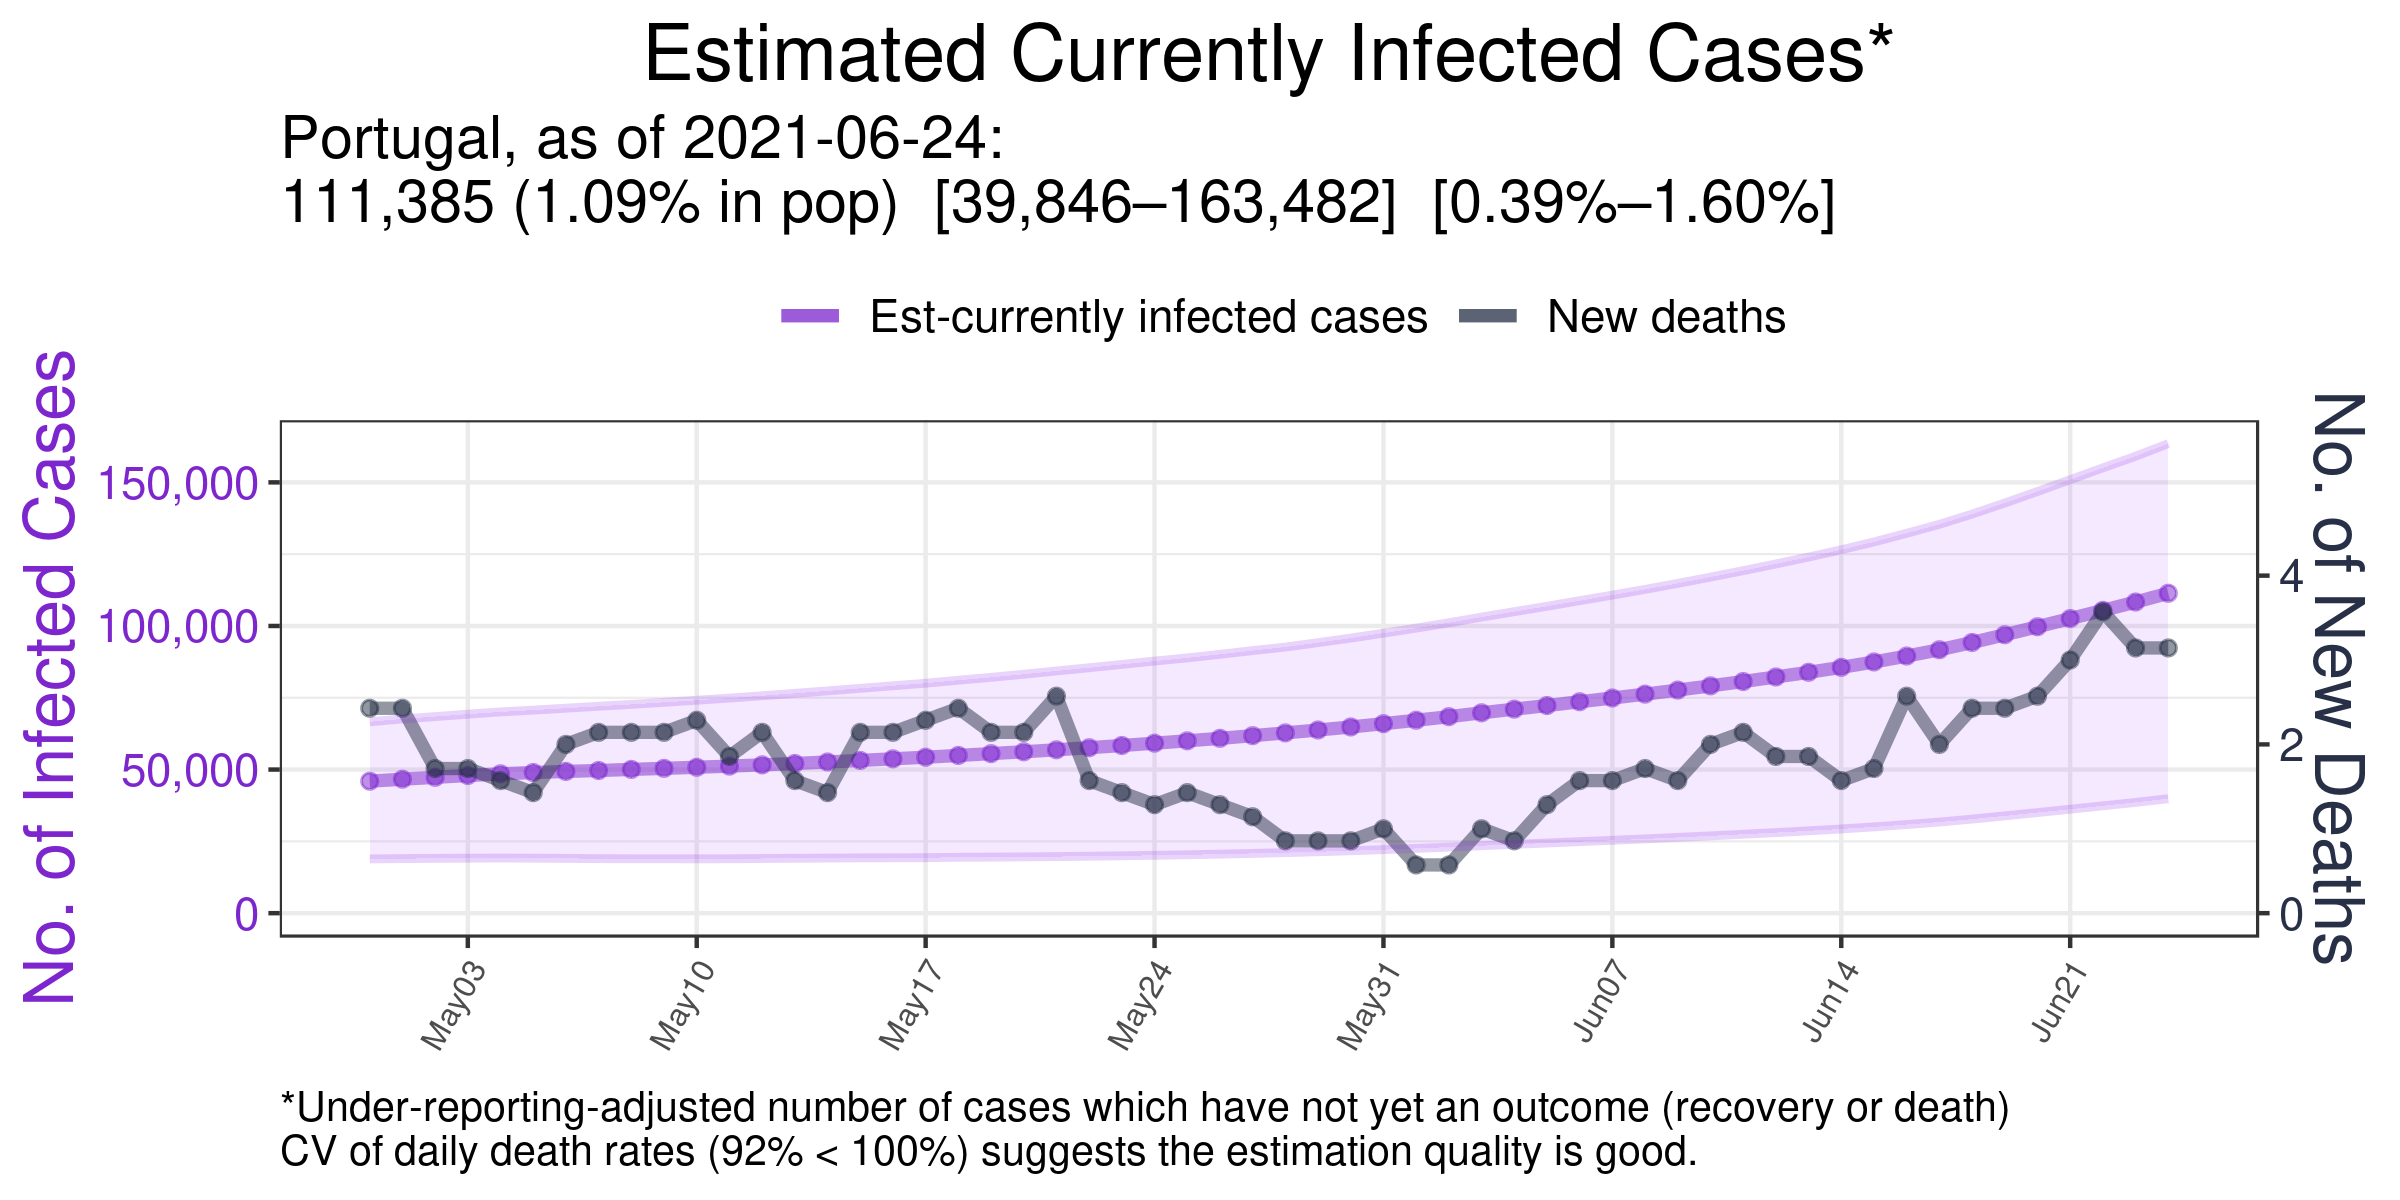 Estimated Currently Infected Cases*
Portugal, as of 2021-06-24:
111,385 (1.09% in pop)  [39,846–163,482]  [0.39%–1.60%]
Est-currently infected cases
New deaths
No. of Infected Cases
150,000
100,000
50,000
0
No. of New Deaths
4
2
0
May03
May10
May17
May24
May31
Jun07
Jun14
Jun21
*Under-reporting-adjusted number of cases which have not yet an outcome (recovery or death)
CV of daily death rates (92% < 100%) suggests the estimation quality is good.